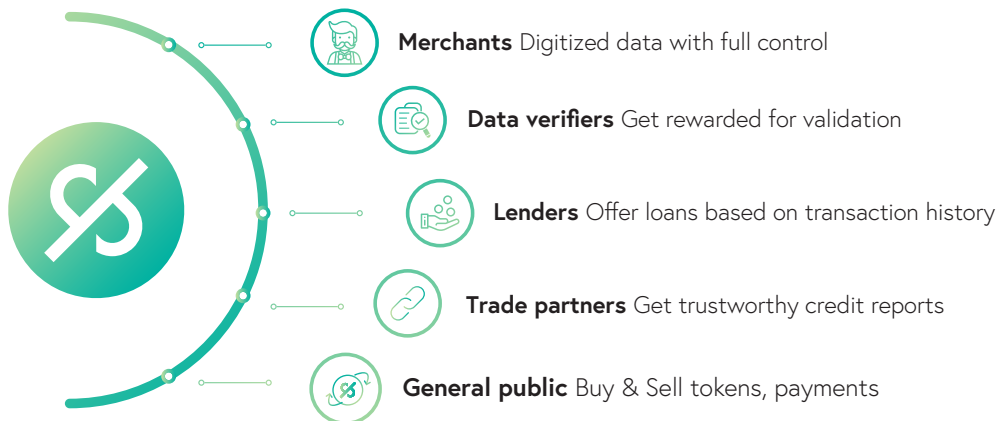 Merchants Digitized data with full control
Data verifiers Get rewarded for validation
Lenders Offer loans based on transaction history
Trade partners Get trustworthy credit reports
General public Buy & Sell tokens, payments